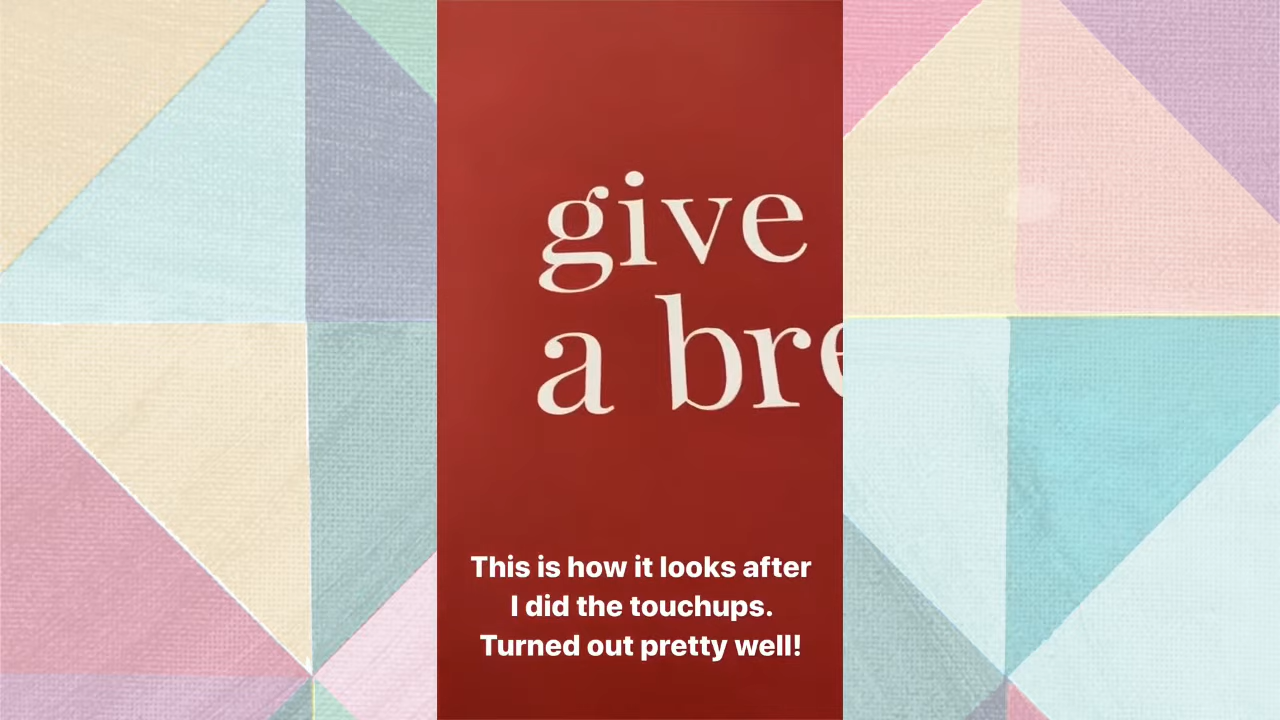 give
a bre
This is how it looks after
I did the touchups.
Turned out pretty well!